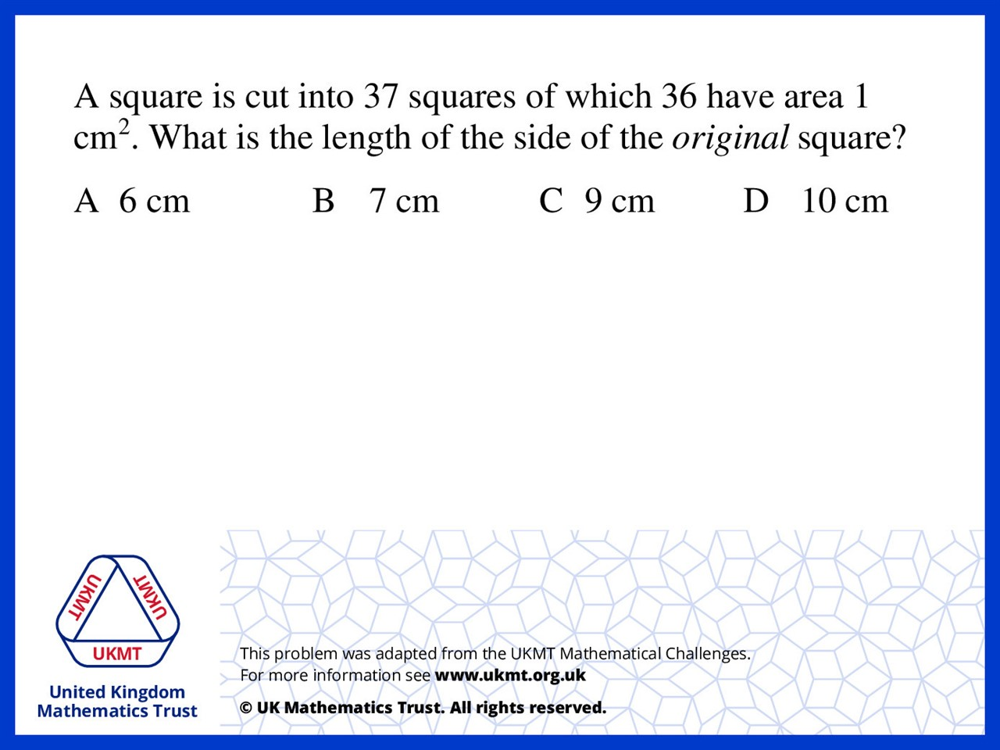 A square is cut into 37 squares of which 36 have area 1
cm². What is the length of the side of the original square?
A 6 cm B 7 cm C 9 cm D 10 cm
UKMT UKMT
UKMT
United Kingdom
Mathematics Trust
This problem was adapted from the UKMT Mathematical Challenges.
For more information see www.ukmt.org.uk
© UK Mathematics Trust. All rights reserved.